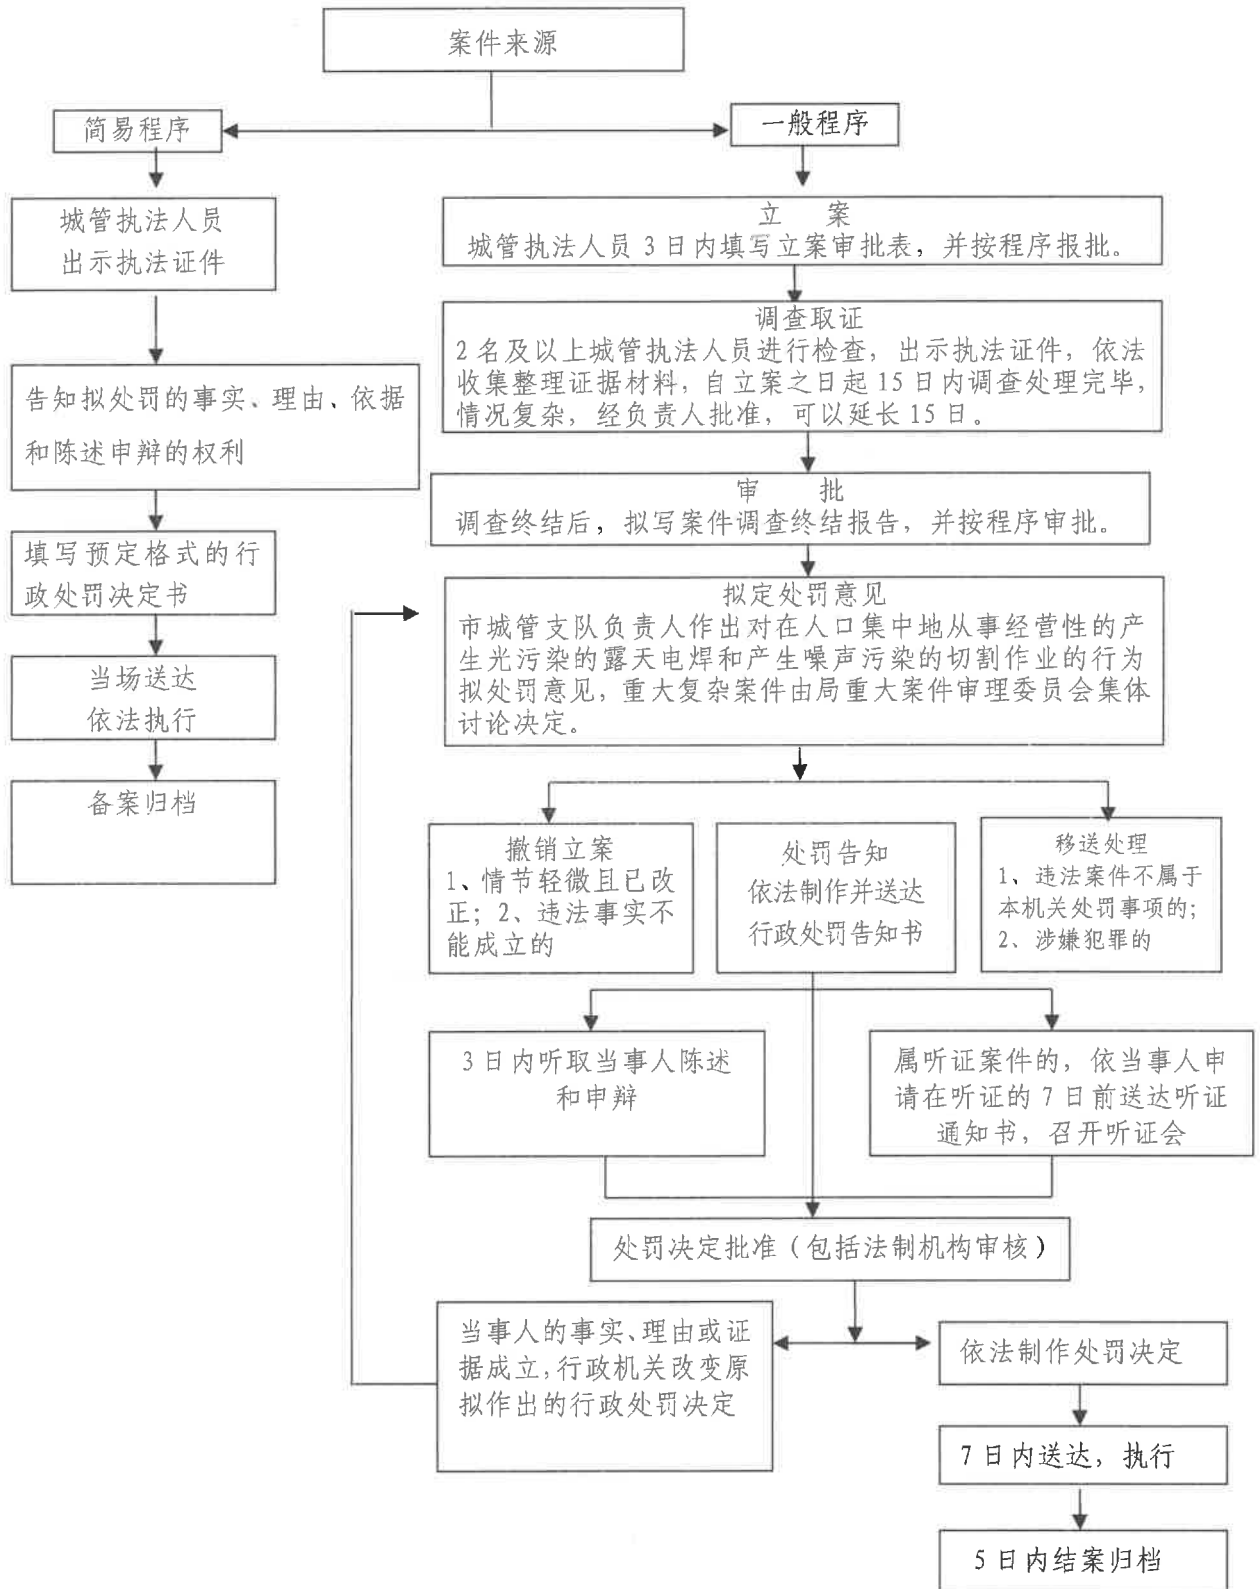 案件来源
简易程序
一般程序
城管执法人员
出示执法证件
告知拟处罚的事实、理由、依据
和陈述申辩的权利
填写预定格式的行
政处罚决定书
当场送达
依法执行
备案归档
立 案
城管执法人员 3 日内填写立案审批表，并按程序报批。
调查取证
2 名及以上城管执法人员进行检查，出示执法证件，依法
收集整理证据材料，自立案之日起 15 日内调查处理完毕，
情况复杂，经负责人批准，可以延长 15 日。
审 批
调查终结后，拟写案件调查终结报告，并按程序审批。
拟定处罚意见
市城管支队负责人作出对在人口集中地从事经营性的产
生光污染的露天电焊和产生噪声污染的切割作业的行为
拟处罚意见，重大复杂案件由局重大案件审理委员会集体
讨论决定。
撤销立案
1、情节轻微且已改
正；2、违法事实不
能成立的
处罚告知
依法制作并送达
行政处罚告知书
移送处理
1、违法案件不属于
本机关处罚事项的；
2、涉嫌犯罪的
3 日内听取当事人陈述
和申辩
属听证案件的，依当事人申
请在听证的 7 日前送达听证
通知书，召开听证会
处罚决定批准（包括法制机构审核）
当事人的事实、理由或证
据成立,行政机关改变原
拟作出的行政处罚决定
依法制作处罚决定
7 日内送达，执行
5 日内结案归档